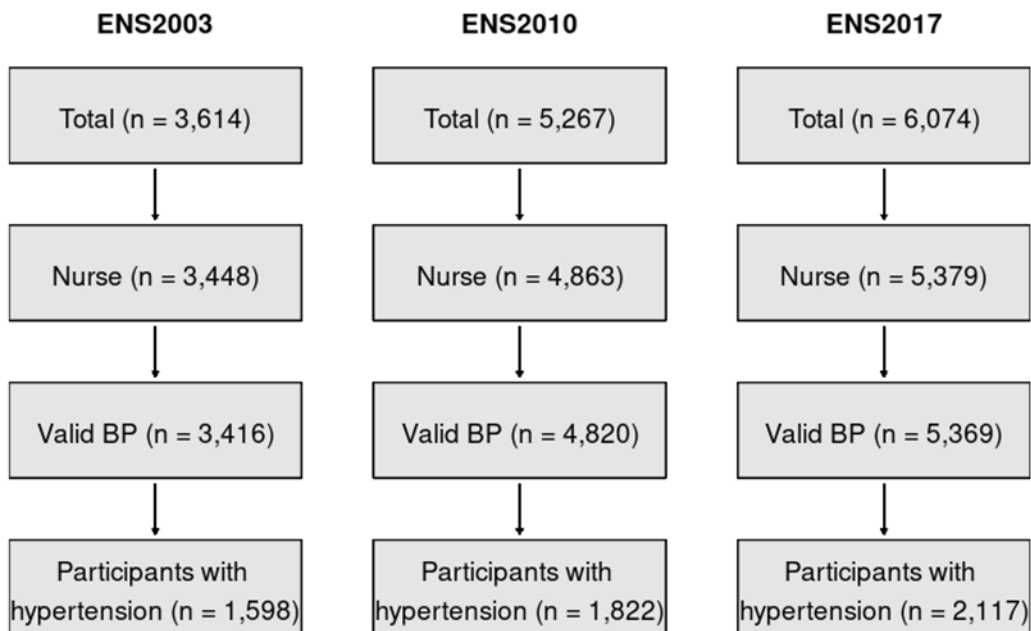 ENS2003
ENS2010
ENS2017
Total (n = 3,614)
Total (n = 5,267)
Total (n = 6,074)
Nurse (n = 3,448)
Nurse (n = 4,863)
Nurse (n = 5,379)
Valid BP (n = 3,416)
Valid BP (n = 4,820)
Valid BP (n = 5,369)
Participants with
hypertension (n = 1,598)
Participants with
hypertension (n = 1,822)
Participants with
hypertension (n = 2,117)